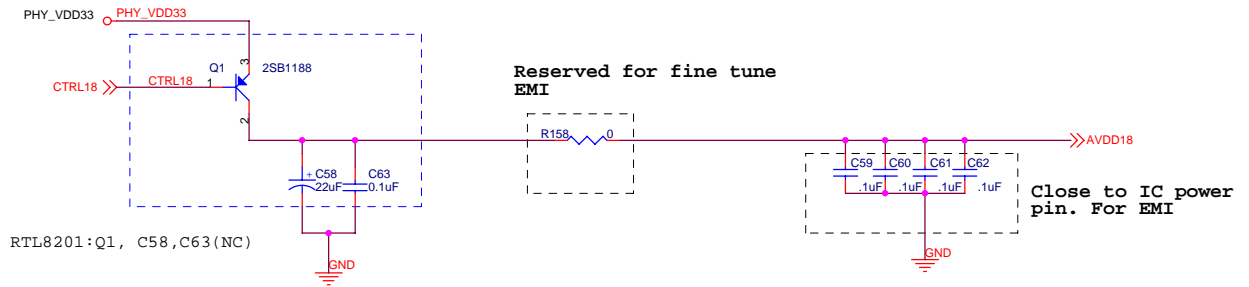 PHY_VDD33
PHY_VDD33
CTRL18
CTRL18
Q1
1
3
2
2SB1188
Reserved for fine tune
EMI
R158
0
AVDD18
+
C58
22uF
C63
0.1uF
C59
.1uF
C60
.1uF
C61
.1uF
C62
.1uF
Close to IC power
pin. For EMI
RTL8201:Q1, C58,C63(NC)
GND
GND